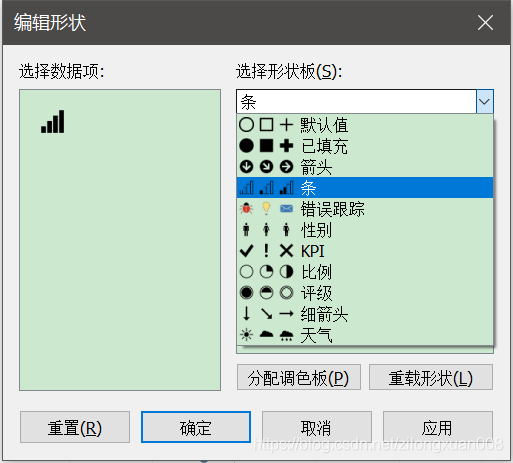 编辑形状
选择数据项:
选择形状板(S):
条
默认值
已填充
箭头
条
错误跟踪
性别
KPI
比例
评级
细箭头
天气
分配调色板(P)
重载形状(L)
重置(R)
确定
取消
应用
https://blog.csdn.net/zitongxuan008